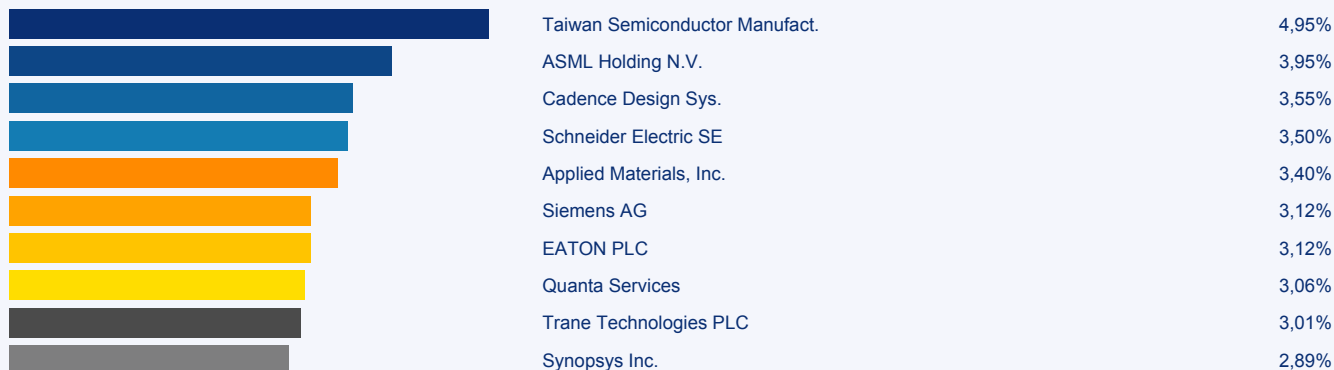 Taiwan Semiconductor Manufact. 4,95%
ASML Holding N.V. 3,95%
Cadence Design Sys. 3,55%
Schneider Electric SE 3,50%
Applied Materials, Inc. 3,40%
Siemens AG 3,12%
EATON PLC 3,12%
Quanta Services 3,06%
Trane Technologies PLC 3,01%
Synopsys Inc. 2,89%